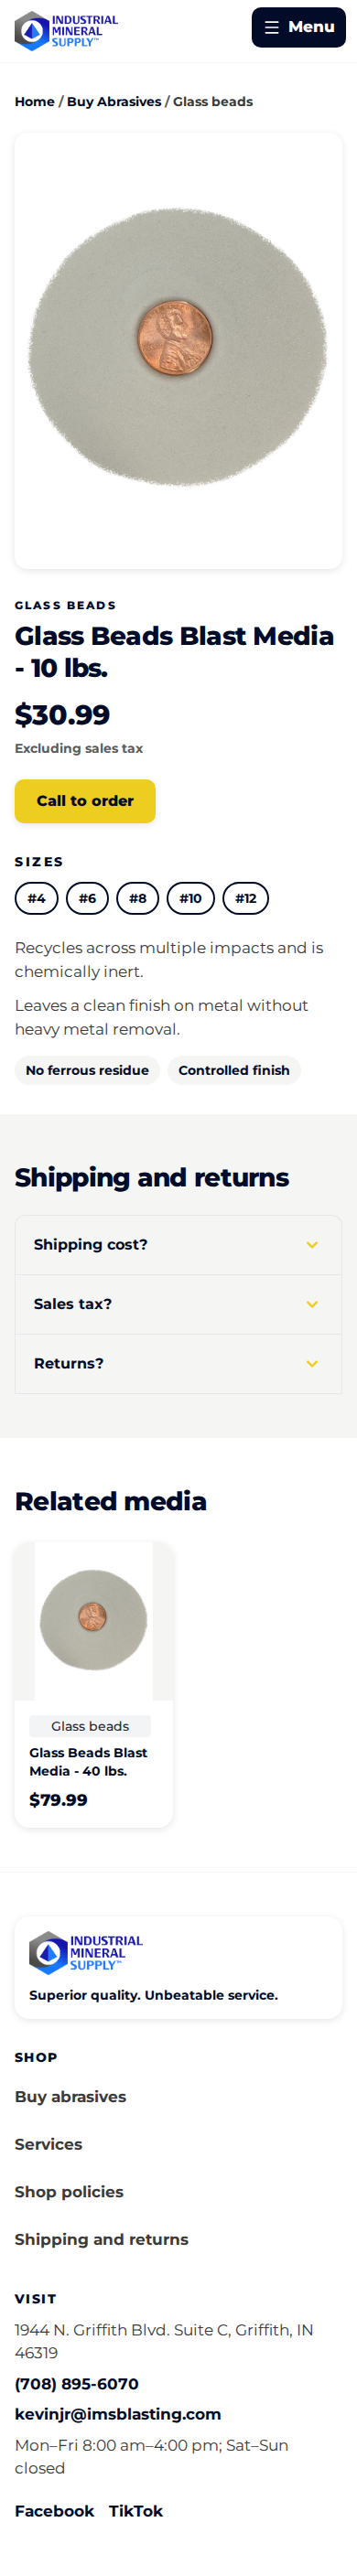 INDUSTRIAL
MINERAL
SUPPLY™
Menu
Home / Buy Abrasives / Glass beads
GLASS BEADS
Glass Beads Blast Media
- 10 lbs.
$30.99
Excluding sales tax
Call to order
SIZES
#4
#6
#8
#10
#12
Recycles across multiple impacts and is
chemically inert.
Leaves a clean finish on metal without
heavy metal removal.
No ferrous residue
Controlled finish
Shipping and returns
Shipping cost?
Sales tax?
Returns?
Related media
Glass beads
Glass Beads Blast
Media - 40 lbs.
$79.99
INDUSTRIAL
MINERAL
SUPPLY™
Superior quality. Unbeatable service.
SHOP
Buy abrasives
Services
Shop policies
Shipping and returns
VISIT
1944 N. Griffith Blvd. Suite C, Griffith, IN
46319
(708) 895-6070
kevinjr@imsblasting.com
Mon–Fri 8:00 am–4:00 pm; Sat–Sun
closed
Facebook TikTok